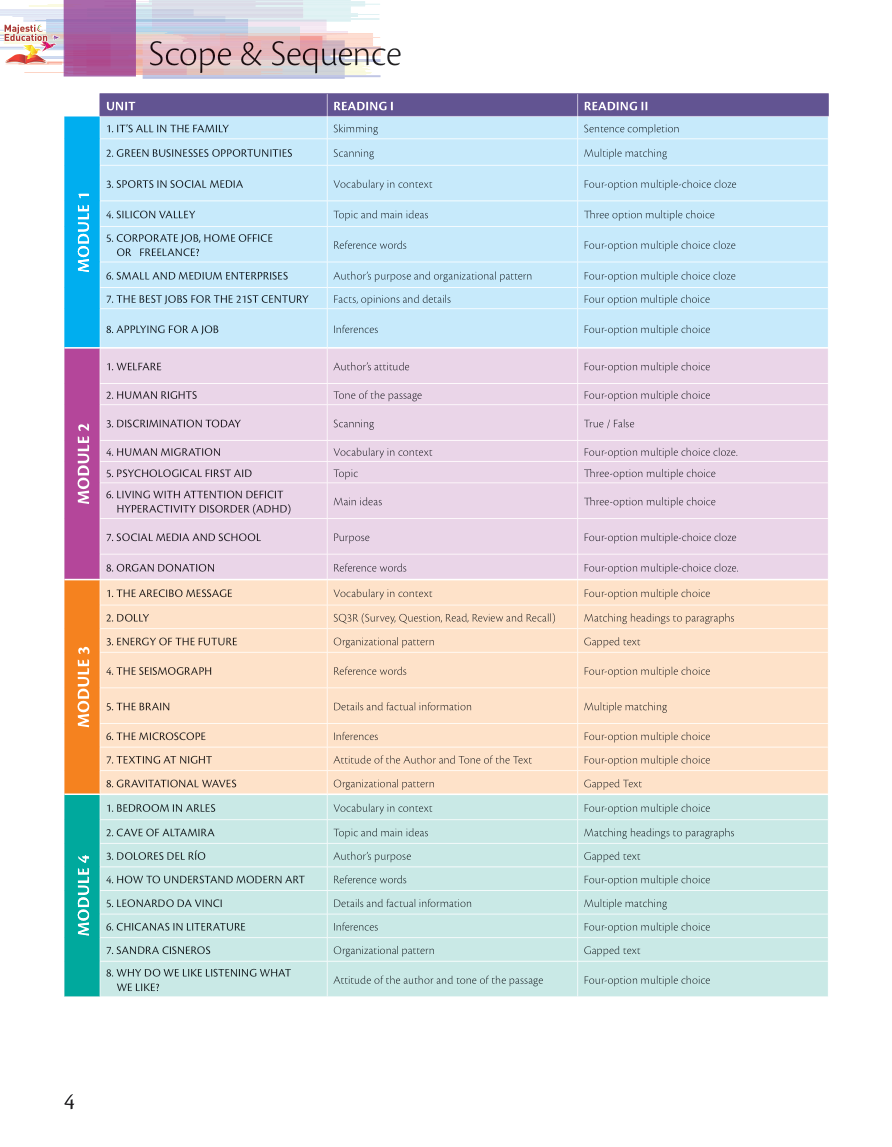 Majestic
Education
Scope & Sequence
UNIT READING I READING II
MODULE 1
1. IT'S ALL IN THE FAMILY Skimming Sentence completion
2. GREEN BUSINESSES OPPORTUNITIES Scanning Multiple matching
3. SPORTS IN SOCIAL MEDIA Vocabulary in context Four-option multiple-choice cloze
4. SILICON VALLEY Topic and main ideas Three option multiple choice
5. CORPORATE JOB, HOME OFFICE
OR FREELANCE? Reference words Four-option multiple choice cloze
6. SMALL AND MEDIUM ENTERPRISES Author's purpose and organizational pattern Four-option multiple choice cloze
7. THE BEST JOBS FOR THE 21ST CENTURY Facts, opinions and details Four option multiple choice
8. APPLYING FOR A JOB Inferences Four-option multiple choice
MODULE 2
1. WELFARE Author's attitude Four-option multiple choice
2. HUMAN RIGHTS Tone of the passage Four-option multiple choice
3. DISCRIMINATION TODAY Scanning True / False
4. HUMAN MIGRATION Vocabulary in context Four-option multiple choice cloze.
5. PSYCHOLOGICAL FIRST AID Topic Three-option multiple choice
6. LIVING WITH ATTENTION DEFICIT
HYPERACTIVITY DISORDER (ADHD) Main ideas Three-option multiple choice
7. SOCIAL MEDIA AND SCHOOL Purpose Four-option multiple-choice cloze
8. ORGAN DONATION Reference words Four-option multiple-choice cloze.
MODULE 3
1. THE ARECIBO MESSAGE Vocabulary in context Four-option multiple choice
2. DOLLY SQ3R (Survey, Question, Read, Review and Recall) Matching headings to paragraphs
3. ENERGY OF THE FUTURE Organizational pattern Gapped text
4. THE SEISMOGRAPH Reference words Four-option multiple choice
5. THE BRAIN Details and factual information Multiple matching
6. THE MICROSCOPE Inferences Four-option multiple choice
7. TEXTING AT NIGHT Attitude of the Author and Tone of the Text Four-option multiple choice
8. GRAVITATIONAL WAVES Organizational pattern Gapped Text
MODULE 4
1. BEDROOM IN ARLES Vocabulary in context Four-option multiple choice
2. CAVE OF ALTAMIRA Topic and main ideas Matching headings to paragraphs
3. DOLORES DEL RÍO Author's purpose Gapped text
4. HOW TO UNDERSTAND MODERN ART Reference words Four-option multiple choice
5. LEONARDO DA VINCI Details and factual information Multiple matching
6. CHICANAS IN LITERATURE Inferences Four-option multiple choice
7. SANDRA CISNEROS Organizational pattern Gapped text
8. WHY DO WE LIKE LISTENING WHAT
WE LIKE? Attitude of the author and tone of the passage Four-option multiple choice
4